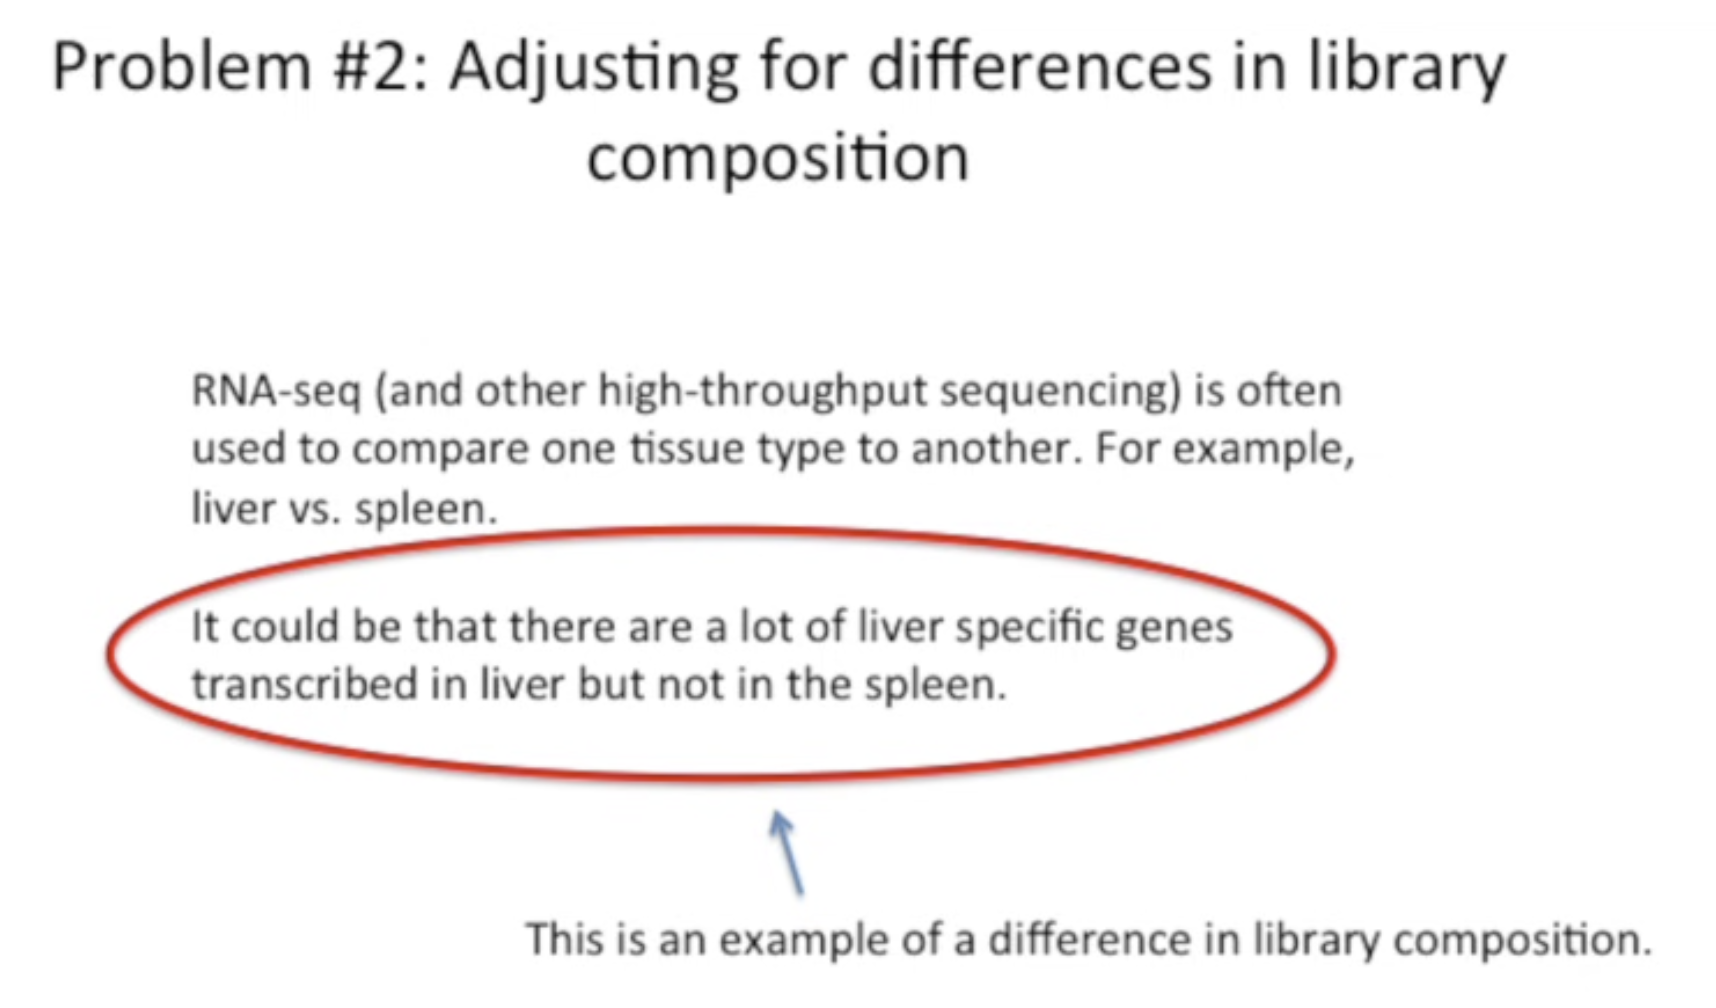 Problem #2: Adjusting for differences in library
composition
RNA-seq (and other high-throughput sequencing) is often
used to compare one tissue type to another. For example,
liver vs. spleen.
It could be that there are a lot of liver specific genes
transcribed in liver but not in the spleen.
This is an example of a difference in library composition.